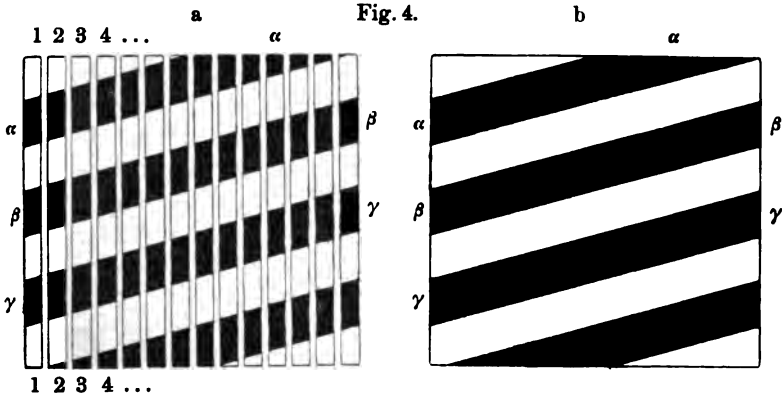 a Fig. 4. b
1 2 3 4 ... α α
α β α β
β γ β γ
γ γ
1 2 3 4 ...